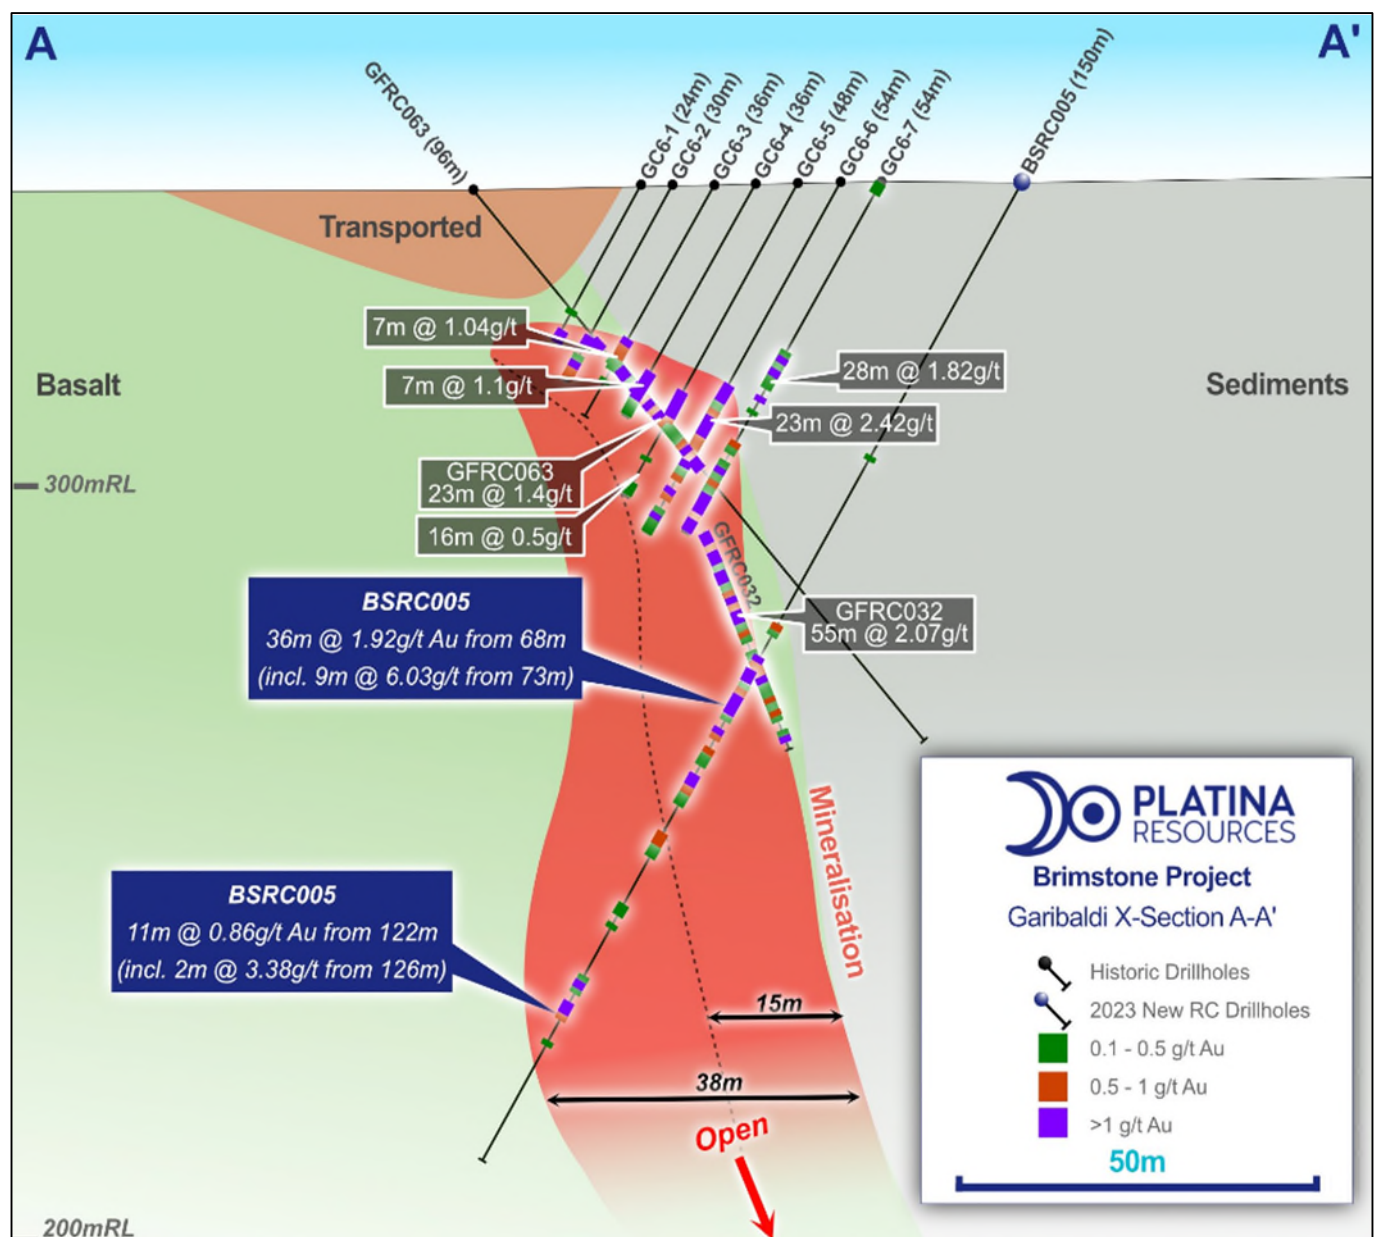 A
A'
GFRC063 (96m)
GC6-1 (24m)
GC6-2 (30m)
GC6-3 (36m)
GC6-4 (36m)
GC6-5 (48m)
GC6-6 (54m)
GC6-7 (54m)
BSRC005 (150m)
Transported
7m @ 1.04g/t
7m @ 1.1g/t
28m @ 1.82g/t
Basalt
Sediments
23m @ 2.42g/t
GFRC063
23m @ 1.4g/t
300mRL
16m @ 0.5g/t
GFRC032
GFRC032
55m @ 2.07g/t
BSRC005
36m @ 1.92g/t Au from 68m
(incl. 9m @ 6.03g/t from 73m)
Mineralisation
BSRC005
11m @ 0.86g/t Au from 122m
(incl. 2m @ 3.38g/t from 126m)
15m
38m
Open
200mRL
PLATINA
RESOURCES
Brimstone Project
Garibaldi X-Section A-A'
Historic Drillholes
2023 New RC Drillholes
0.1 - 0.5 g/t Au
0.5 - 1 g/t Au
>1 g/t Au
50m